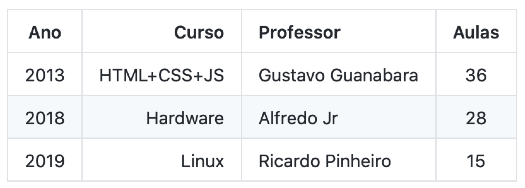 Ano Curso Professor Aulas
2013 HTML+CSS+JS Gustavo Guanabara 36
2018 Hardware Alfredo Jr 28
2019 Linux Ricardo Pinheiro 15